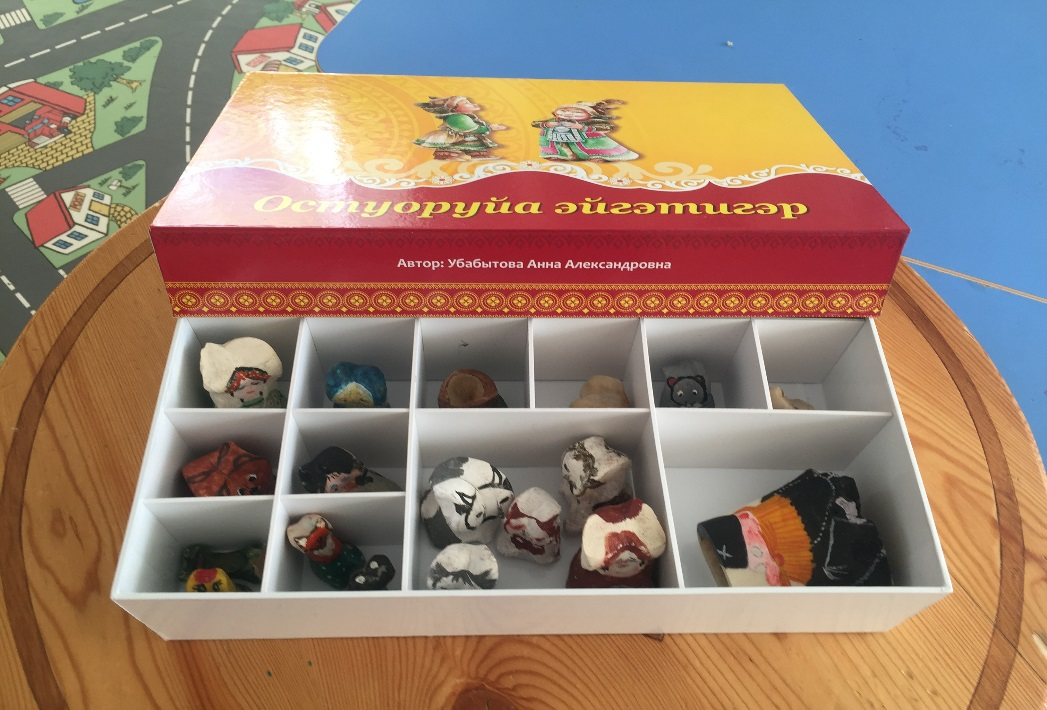 Остуоруйа эйгэтигэр
Автор: Убабытова Анна Александровна